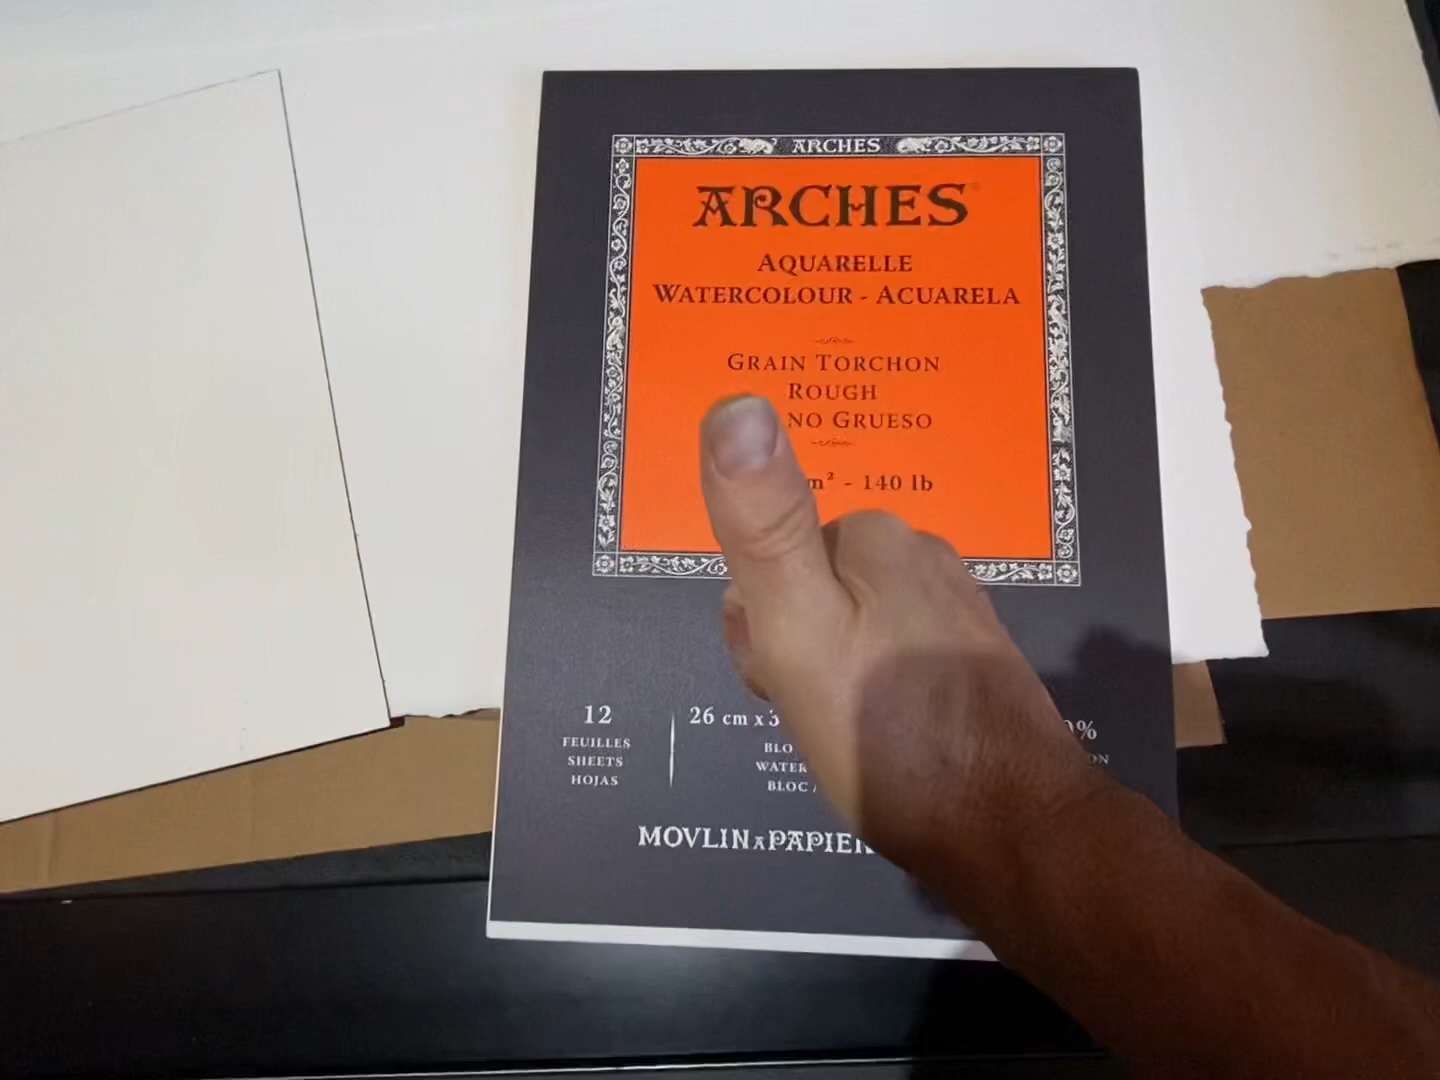 ARCHES
ARCHES
AQUARELLE
WATERCOLOUR - ACUARELA
GRAIN TORCHON
ROUGH
GRUESO
- 140 lb
12
FEUILLES
SHEETS
HOJAS
26 cm x
MOVLIN A PAPIER